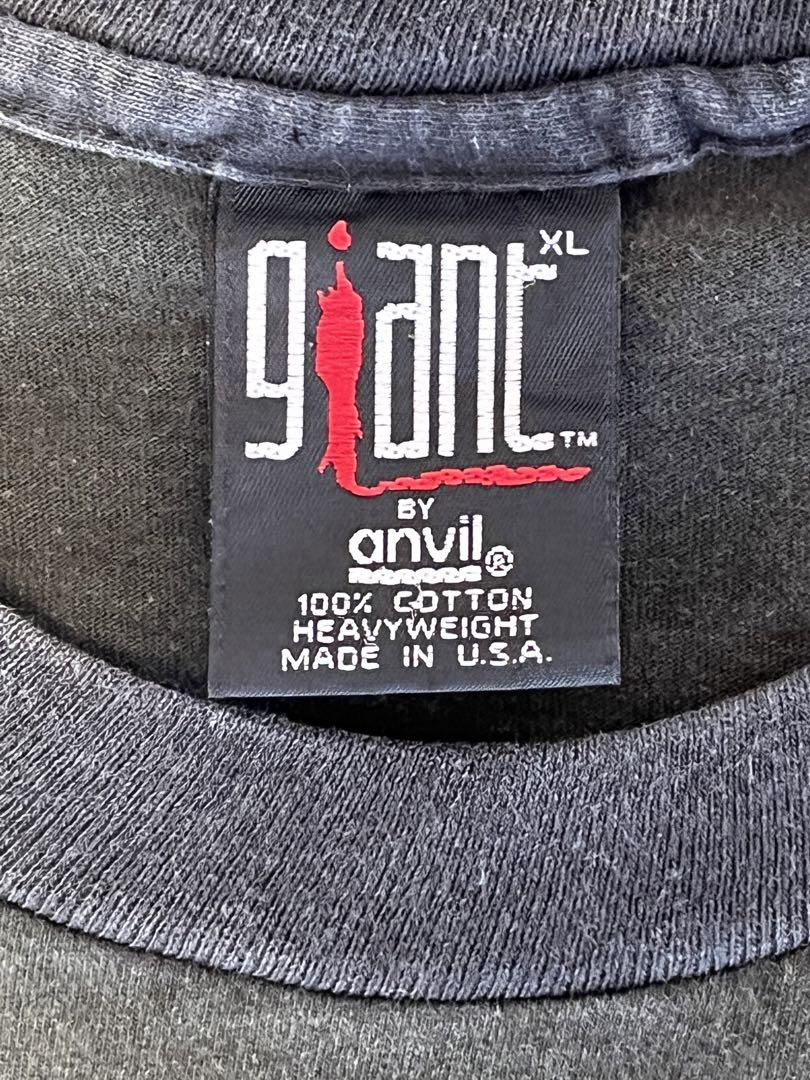 giant XL ™
BY
anvil®
100% COTTON
HEAVYWEIGHT
MADE IN U.S.A.